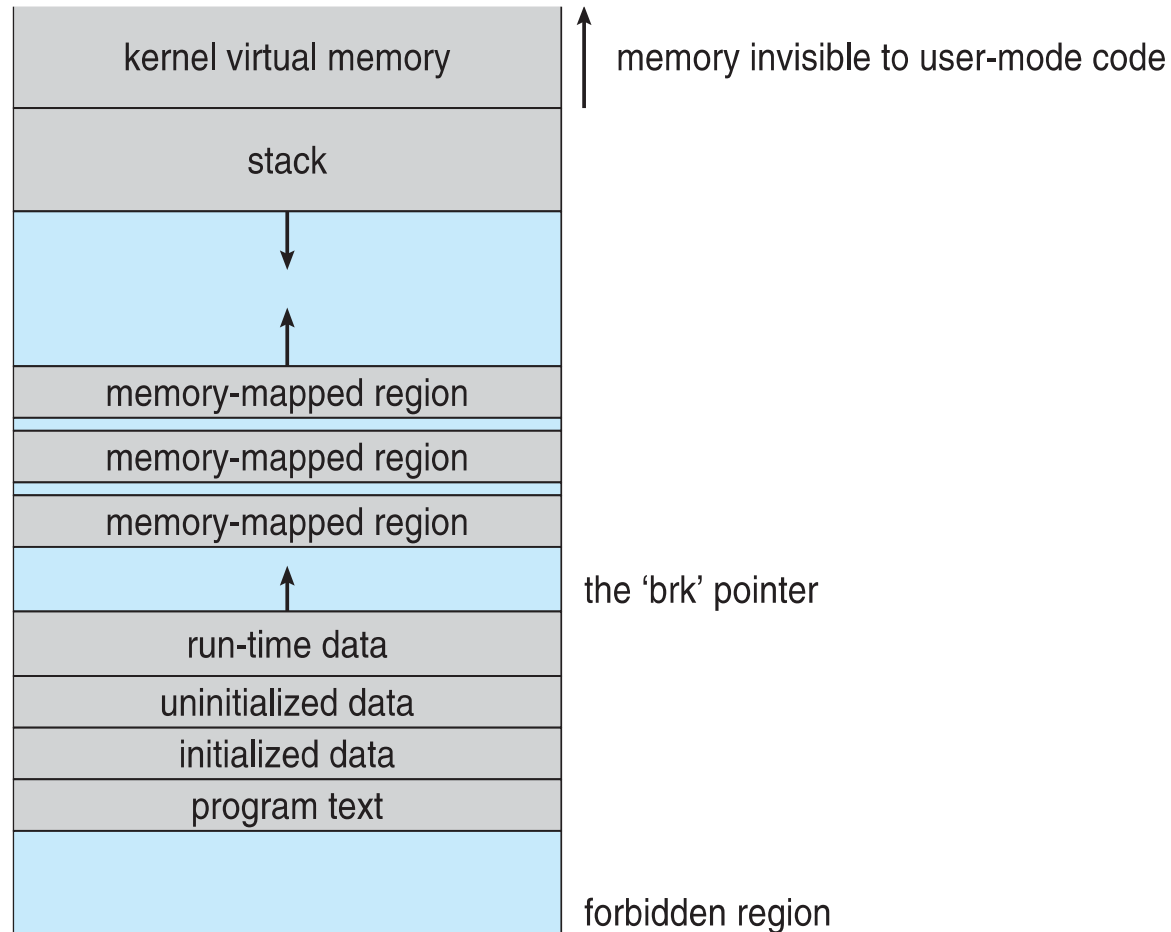 kernel virtual memory
memory invisible to user-mode code
stack
memory-mapped region
memory-mapped region
memory-mapped region
the ‘brk’ pointer
run-time data
uninitialized data
initialized data
program text
forbidden region